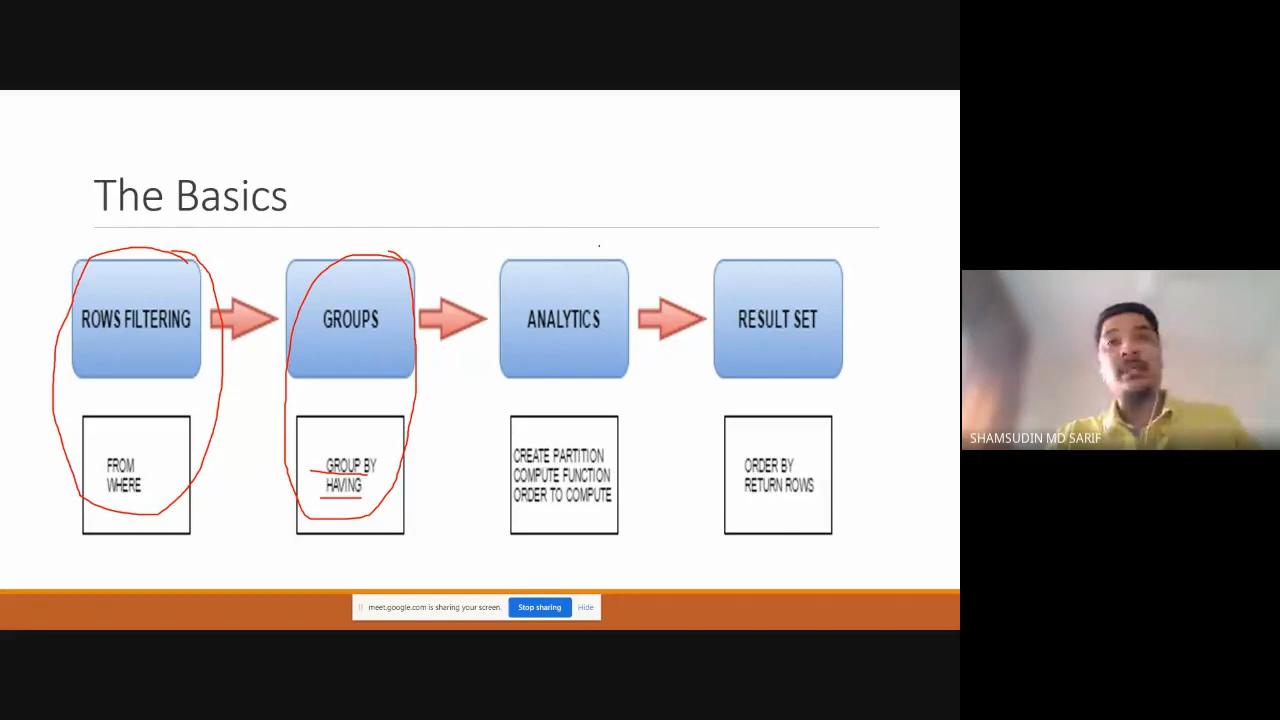 The Basics
ROWS FILTERING
GROUPS
ANALYTICS
RESULT SET
FROM
WHERE
GROUP BY
HAVING
CREATE PARTITION
COMPUTE FUNCTION
ORDER TO COMPUTE
ORDER BY
RETURN ROWS
meet.google.com is sharing your screen.
Stop sharing
Hide
SHAMSUDIN MD SARIF